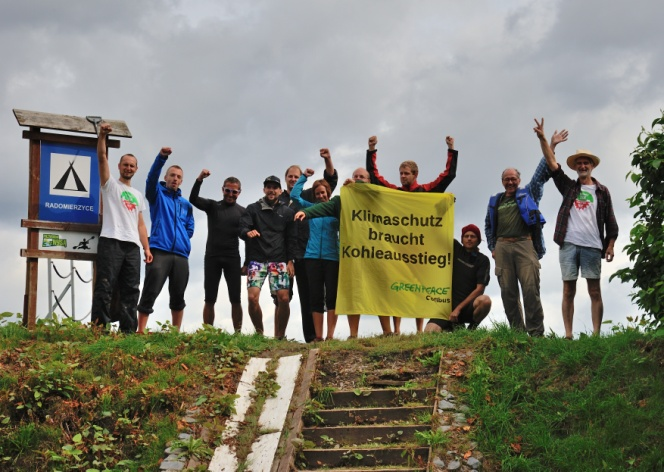 RADOMIERZYCE
Klimaschutz
braucht
Kohleausstieg!
GREENPEACE
Cottbus